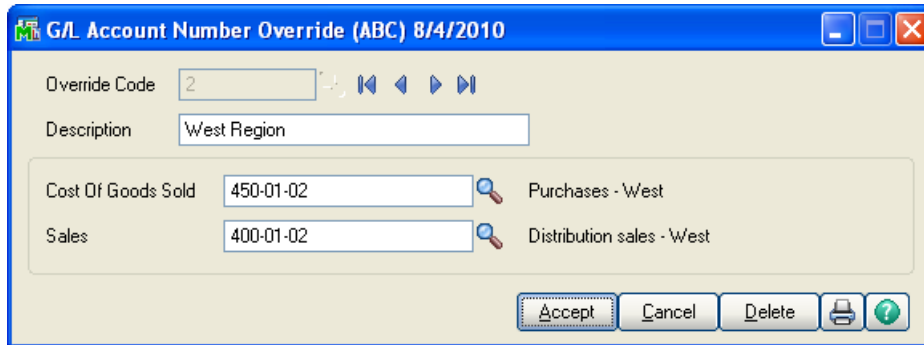 G/L Account Number Override (ABC) 8/4/2010
Override Code 2
Description West Region
Cost Of Goods Sold 450-01-02 Purchases - West
Sales 400-01-02 Distribution sales - West
Accept Cancel Delete